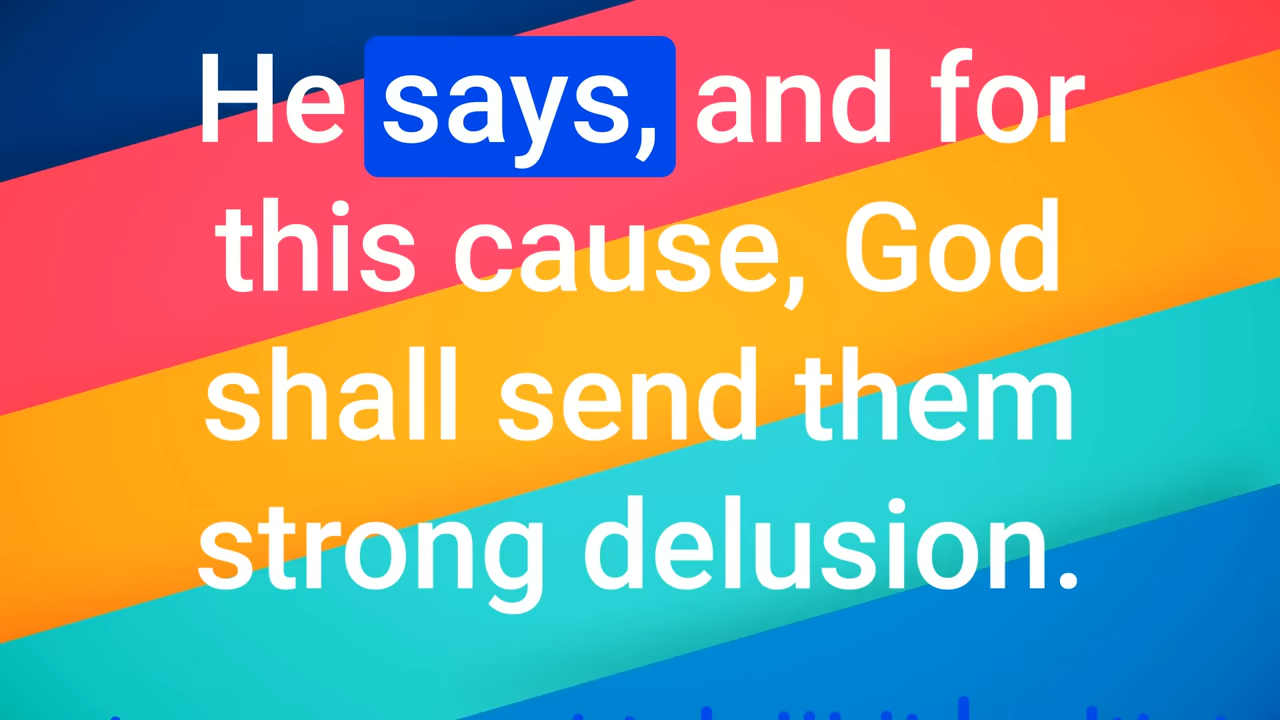 He says, and for
this cause, God
shall send them
strong delusion.